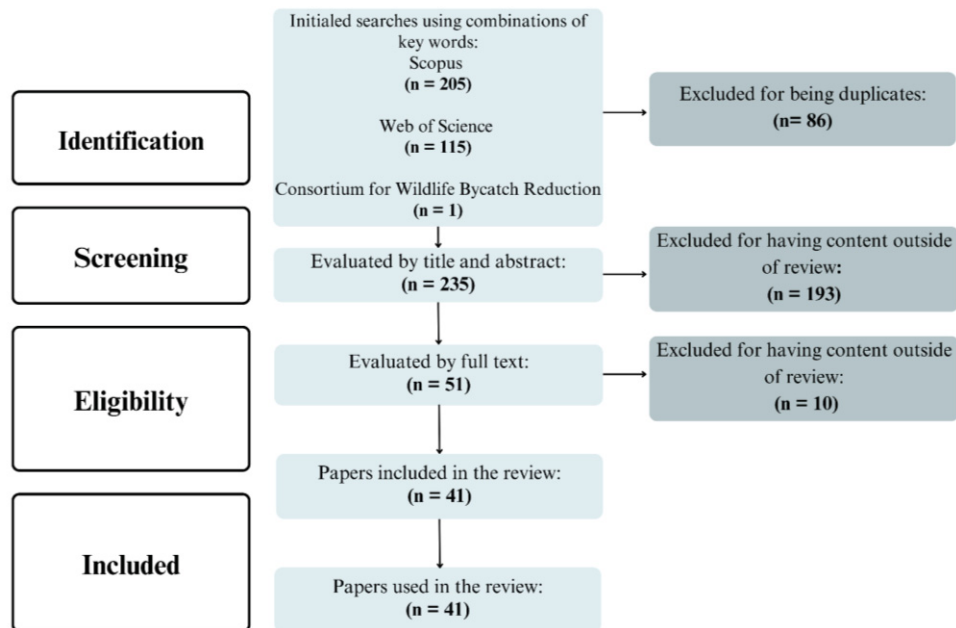 Identification
Screening
Eligibility
Included
Initialed searches using combinations of
key words:
Scopus
(n = 205)
Web of Science
(n = 115)
Consortium for Wildlife Bycatch Reduction
(n = 1)
Excluded for being duplicates:
(n= 86)
Evaluated by title and abstract:
(n = 235)
Excluded for having content outside
of review:
(n = 193)
Evaluated by full text:
(n = 51)
Excluded for having content outside
of review:
(n = 10)
Papers included in the review:
(n = 41)
Papers used in the review:
(n = 41)